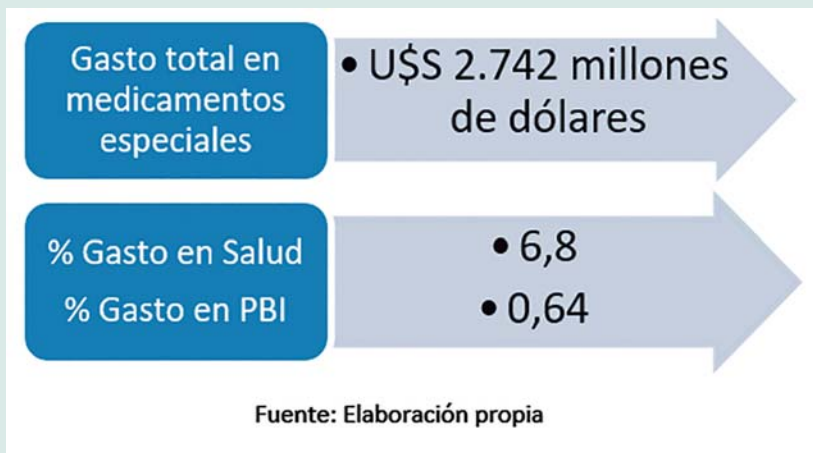 Gasto total en
medicamentos
especiales
• U$S 2.742 millones
de dólares
% Gasto en Salud
% Gasto en PBI
• 6,8
• 0,64
Fuente: Elaboración propia